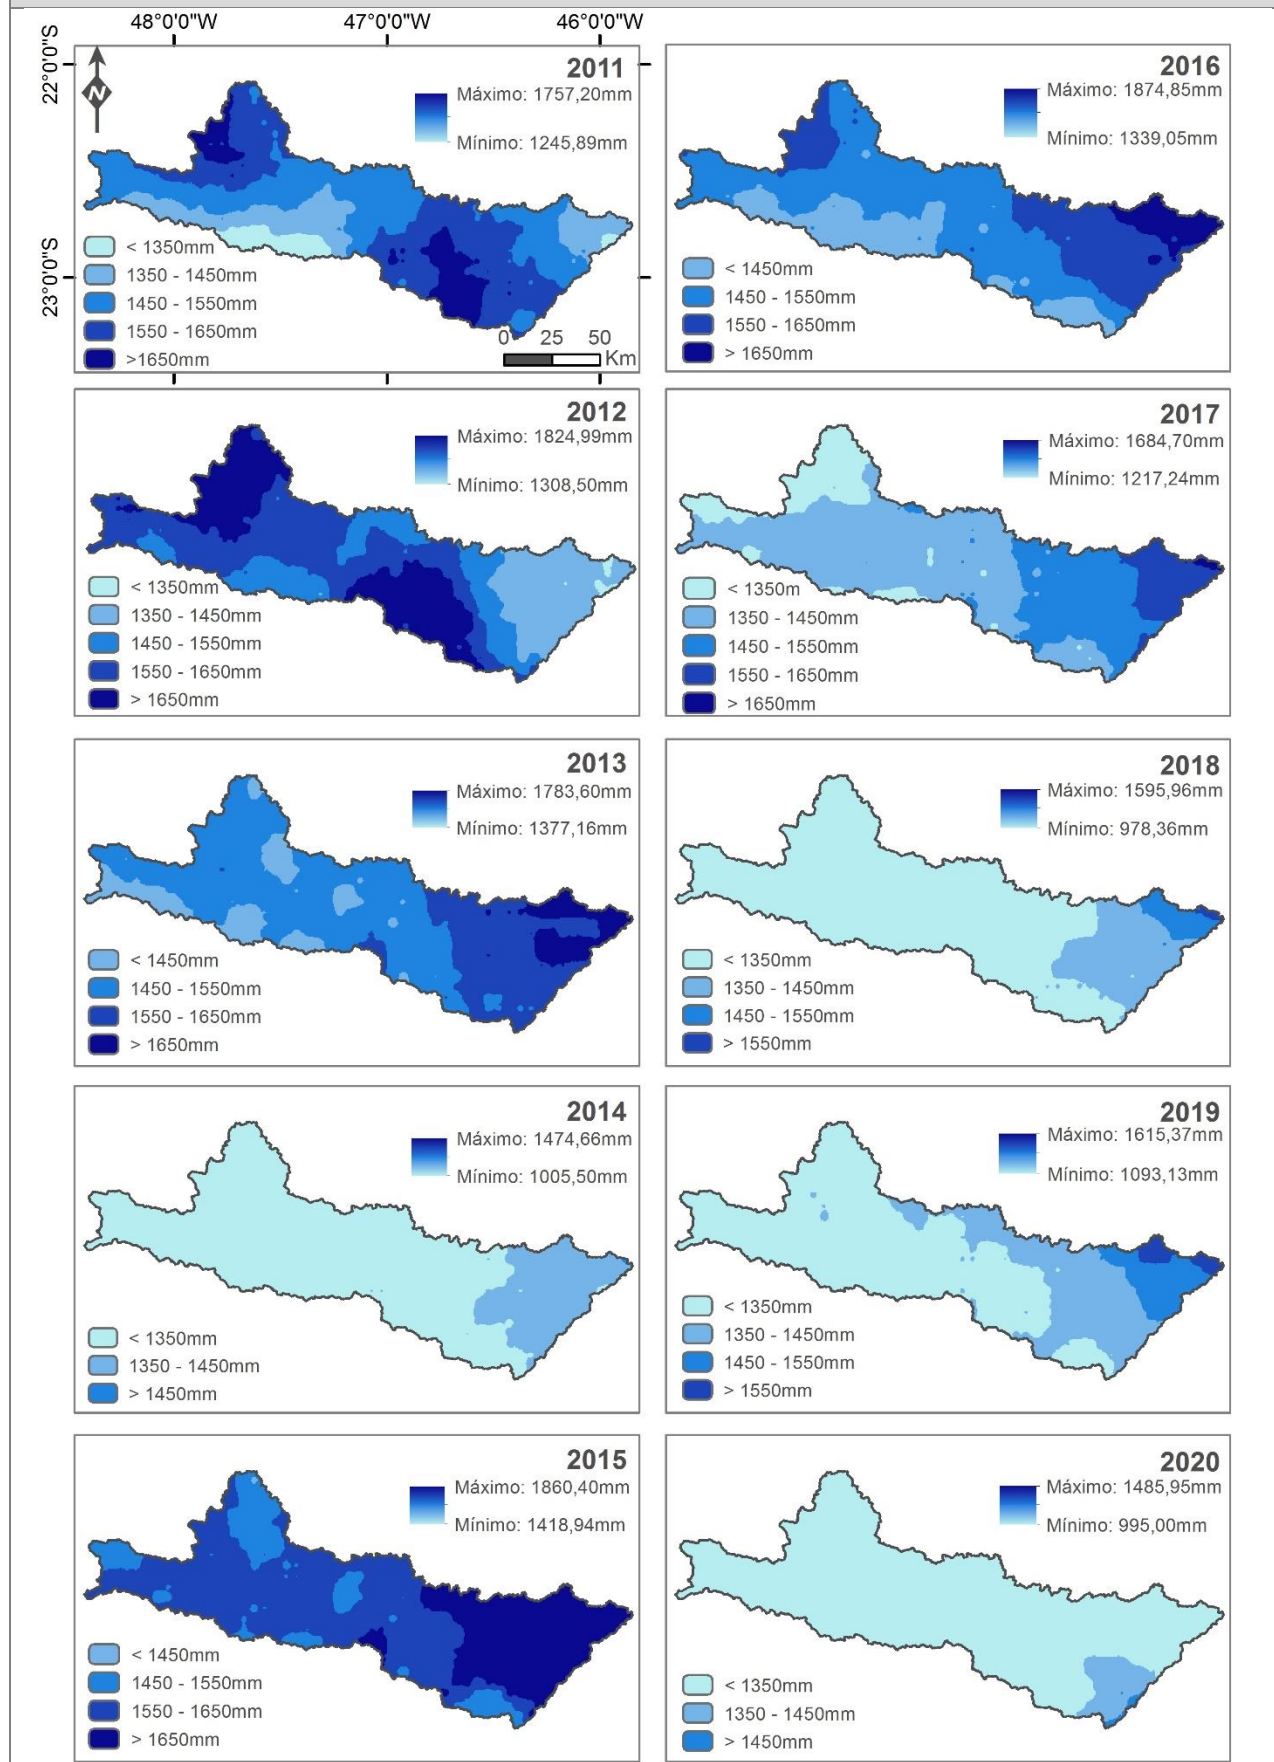 48°0'0"W 47°0'0"W 46°0'0"W
22°0'0"S
23°0'0"S
N
2011
Máximo: 1757,20mm
Mínimo: 1245,89mm
< 1350mm
1350 - 1450mm
1450 - 1550mm
1550 - 1650mm
>1650mm
0 25 50
Km
2016
Máximo: 1874,85mm
Mínimo: 1339,05mm
< 1450mm
1450 - 1550mm
1550 - 1650mm
> 1650mm
2012
Máximo: 1824,99mm
Mínimo: 1308,50mm
< 1350mm
1350 - 1450mm
1450 - 1550mm
1550 - 1650mm
> 1650mm
2017
Máximo: 1684,70mm
Mínimo: 1217,24mm
< 1350m
1350 - 1450mm
1450 - 1550mm
1550 - 1650mm
> 1650mm
2013
Máximo: 1783,60mm
Mínimo: 1377,16mm
< 1450mm
1450 - 1550mm
1550 - 1650mm
> 1650mm
2018
Máximo: 1595,96mm
Mínimo: 978,36mm
< 1350mm
1350 - 1450mm
1450 - 1550mm
> 1550mm
2014
Máximo: 1474,66mm
Mínimo: 1005,50mm
< 1350mm
1350 - 1450mm
> 1450mm
2019
Máximo: 1615,37mm
Mínimo: 1093,13mm
< 1350mm
1350 - 1450mm
1450 - 1550mm
> 1550mm
2015
Máximo: 1860,40mm
Mínimo: 1418,94mm
< 1450mm
1450 - 1550mm
1550 - 1650mm
> 1650mm
2020
Máximo: 1485,95mm
Mínimo: 995,00mm
< 1350mm
1350 - 1450mm
> 1450mm